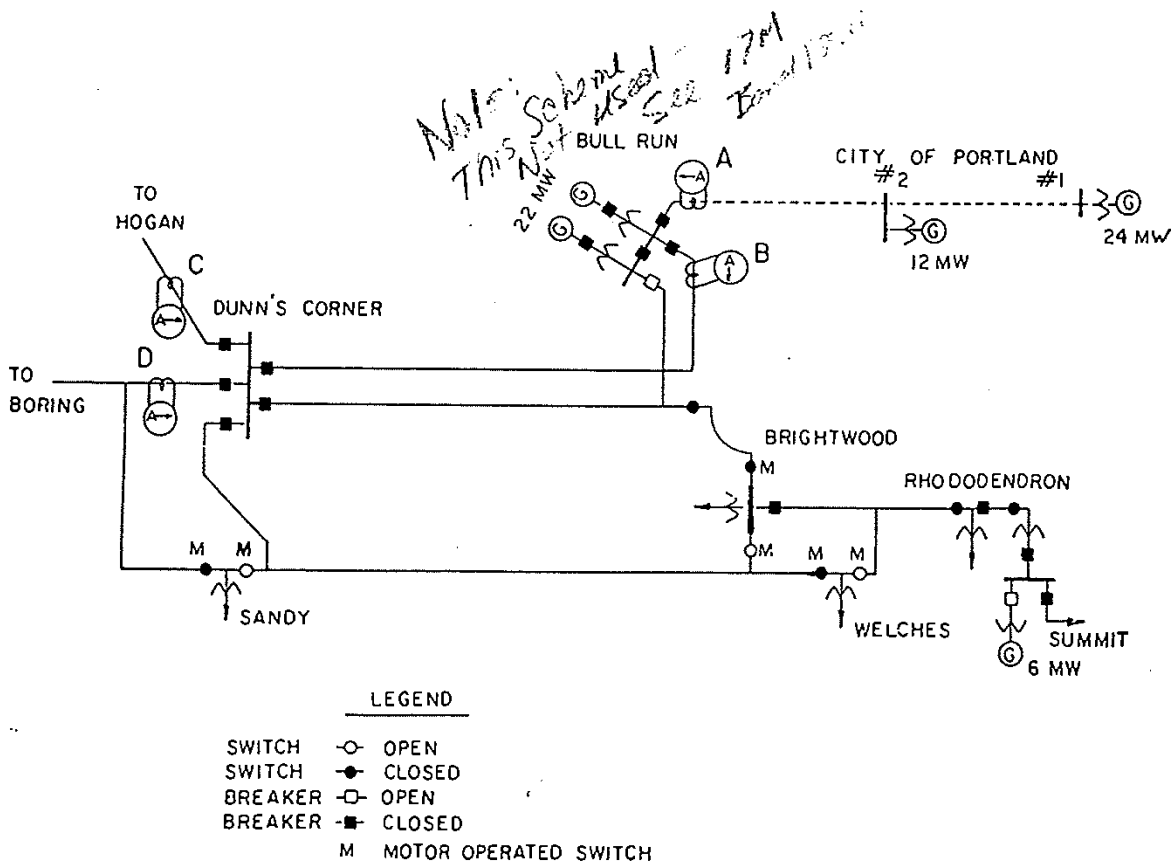 Note:
This Scheme
Not Used -
See 17M
BULL RUN
A
CITY OF PORTLAND
#2
#1
22 MW
G
G
A
G
24 MW
G
12 MW
B
A
TO
HOGAN
C
A
DUNN'S CORNER
D
A
TO
BORING
BRIGHTWOOD
M
RHODODENDRON
M
M
M
M
M
SANDY
WELCHES
SUMMIT
G
6 MW
LEGEND
SWITCH OPEN
SWITCH CLOSED
BREAKER OPEN
BREAKER CLOSED
M MOTOR OPERATED SWITCH